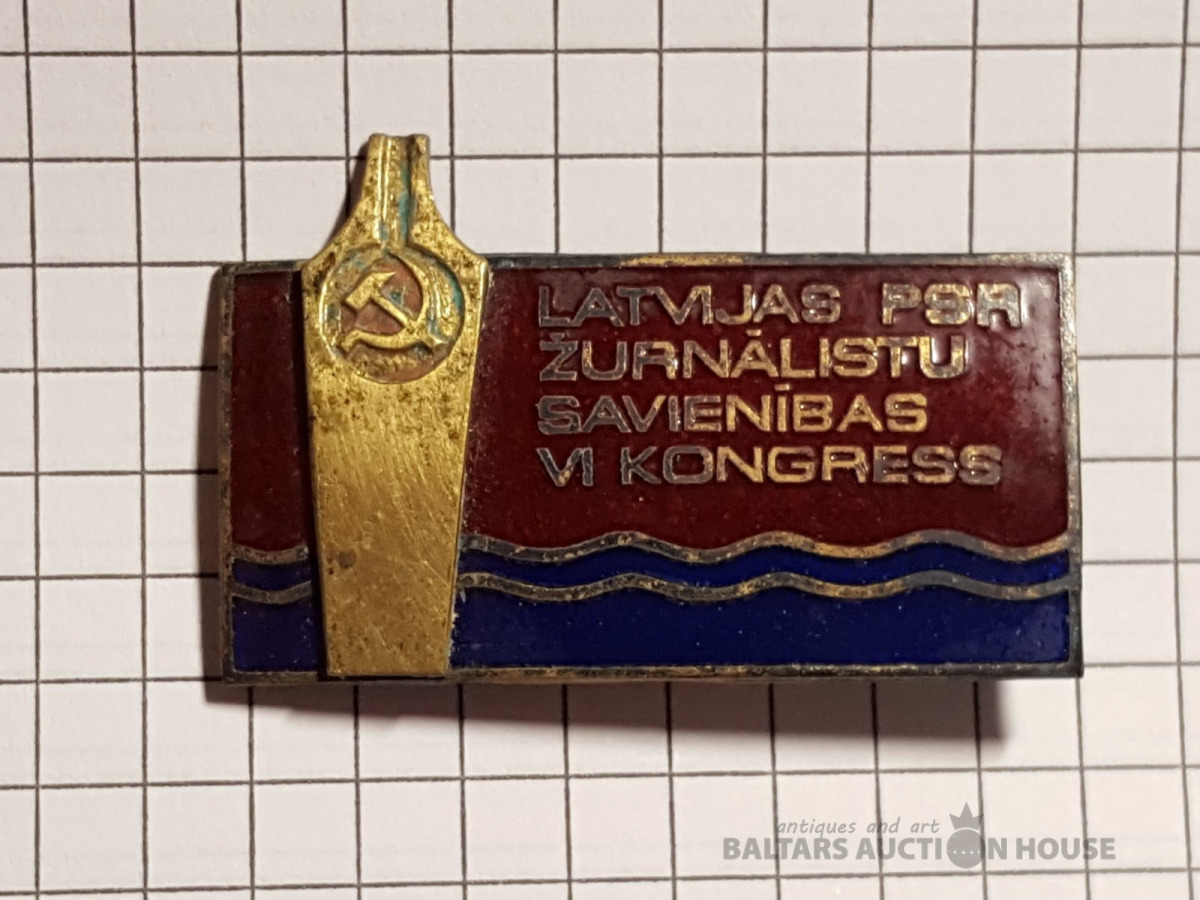 LATVIJAS PSR
ŽURNĀLISTU
SAVIENĪBAS
VI KONGRESS
antiques and art
BALTARS AUCTION HOUSE